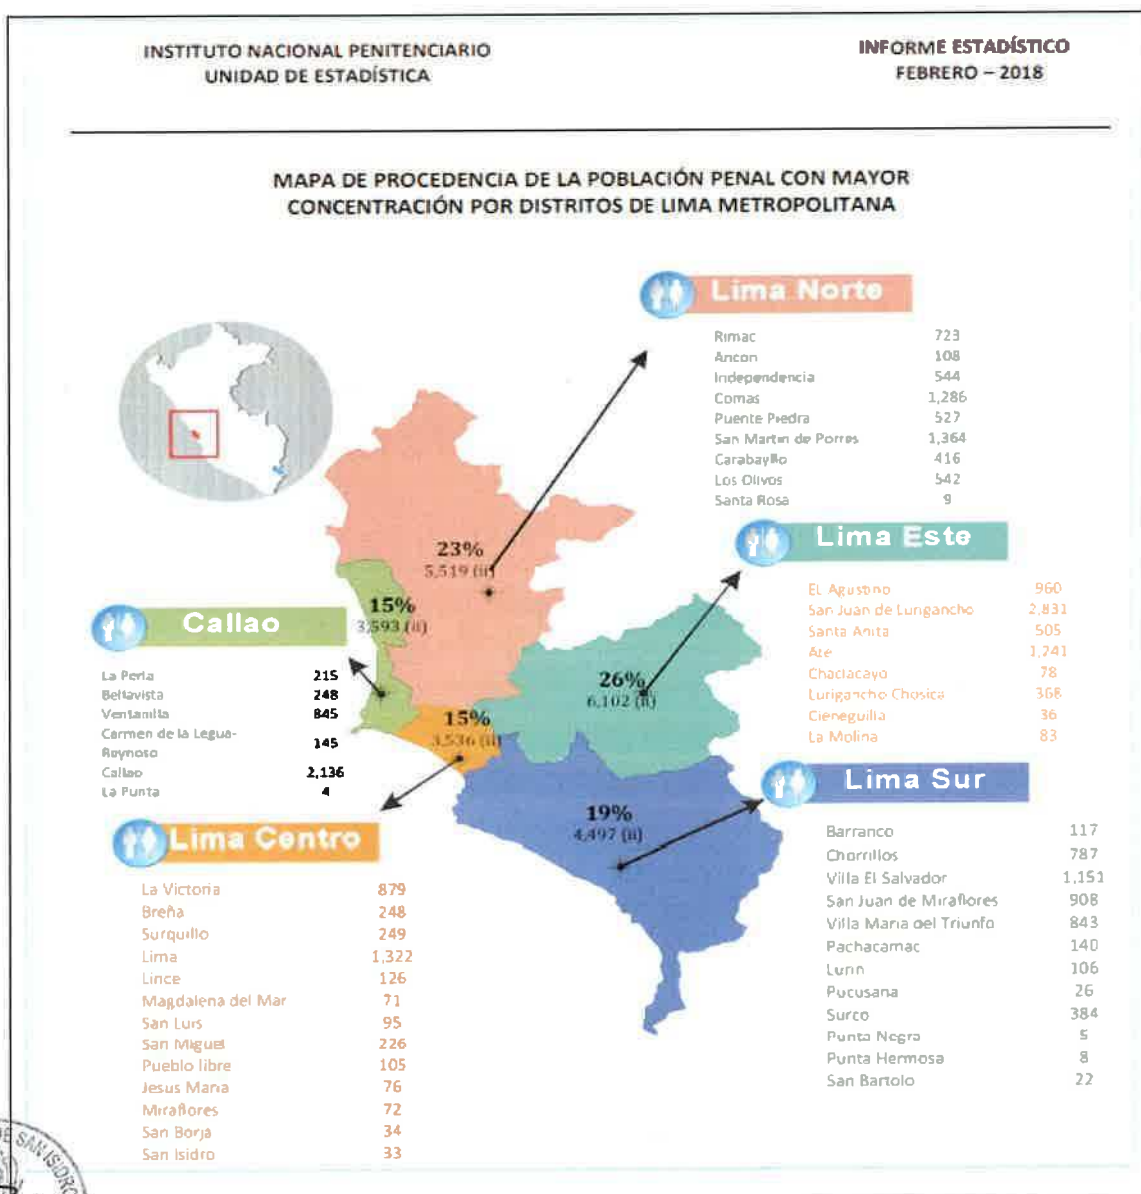 INSTITUTO NACIONAL PENITENCIARIO
UNIDAD DE ESTADÍSTICA
INFORME ESTADÍSTICO
FEBRERO – 2018
MAPA DE PROCEDENCIA DE LA POBLACIÓN PENAL CON MAYOR
CONCENTRACIÓN POR DISTRITOS DE LIMA METROPOLITANA
Lima Norte
Rimac 723
Ancon 108
Independencia 544
Comas 1,286
Puente Piedra 527
San Martin de Porres 1,364
Carabayllo 416
Los Olivos 542
Santa Rosa 9
23%
5,519 (ii)
Lima Este
EL Agustino 960
San Juan de Lurigancho 2,831
Santa Anita 505
Ate 1,241
Chaclacayo 78
Lurigancho Chosica 368
Cieneguilla 36
La Molina 83
26%
6,102 (ii)
Callao
La Perla 215
Bellavista 248
Ventanilla 845
Carmen de la Legua-
Reynoso 145
Callao 2,136
La Punta 4
15%
3,593 (ii)
15%
3,536 (ii)
Lima Sur
Barranco 117
Chorrillos 787
Villa El Salvador 1,151
San Juan de Miraflores 908
Villa Maria del Triunfo 843
Pachacamac 140
Lurin 106
Pucusana 26
Surco 384
Punta Negra 5
Punta Hermosa 8
San Bartolo 22
19%
4,497 (ii)
Lima Centro
La Victoria 879
Breña 248
Surquillo 249
Lima 1,322
Lince 126
Magdalena del Mar 71
San Luis 95
San Miguel 226
Pueblo libre 105
Jesus Maria 76
Miraflores 72
San Borja 34
San Isidro 33
DE SAN ISIDRO